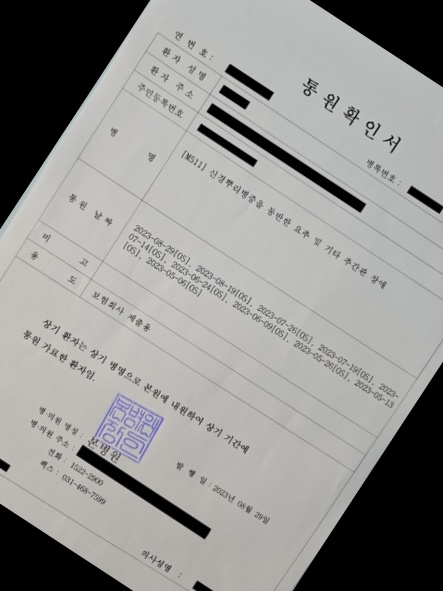 통 원 확 인 서
연 번 호 :
병록번호 :
환 자 성 명
환 자 주 소
주민등록번호
병 명
[M511] 신경뿌리병증을 동반한 요추 및 기타 추간판 장애
통 원 날 짜
2023-08-29[OS], 2023-08-19[OS], 2023-07-26[OS], 2023-07-19[OS], 2023-
07-14[OS], 2023-06-24[OS], 2023-06-09[OS], 2023-05-26[OS], 2023-05-13
[OS], 2023-05-06[OS]
비 고
용 도
보험회사 제출용
상기 환자는 상기 병명으로 본원에 내원하여 상기 기간에
통원 가료한 환자임.
발 행 일 : 2023년 08월 29일
병·의원 명칭 : 본병원
병·의원 주소 :
전화 : 1522-2900
팩스 : 031-468-7599
의사성명 :